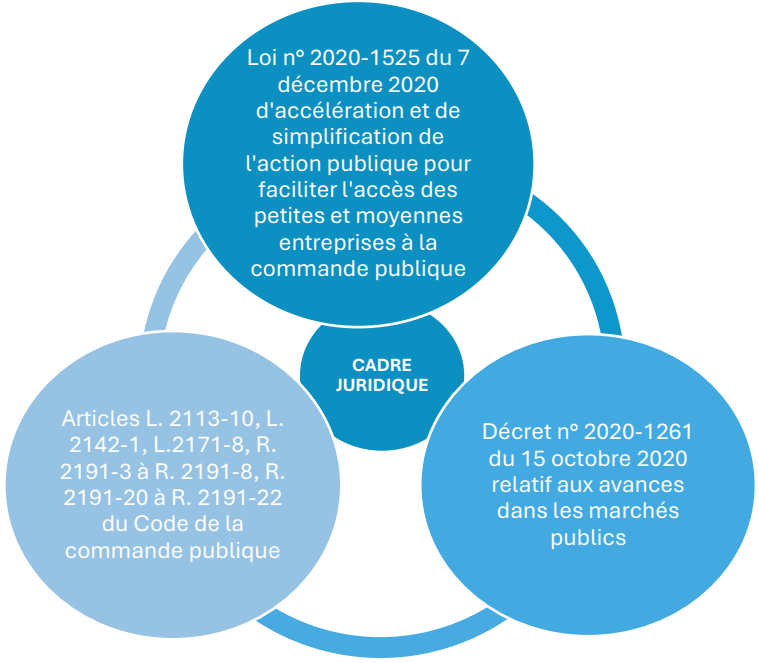 Loi n° 2020-1525 du 7
décembre 2020
d'accélération et de
simplification de
l'action publique pour
faciliter l'accès des
petites et moyennes
entreprises à la
commande publique
CADRE
JURIDIQUE
Articles L. 2113-10, L.
2142-1, L.2171-8, R.
2191-3 à R. 2191-8, R.
2191-20 à R. 2191-22
du Code de la
commande publique
Décret n° 2020-1261
du 15 octobre 2020
relatif aux avances
dans les marchés
publics